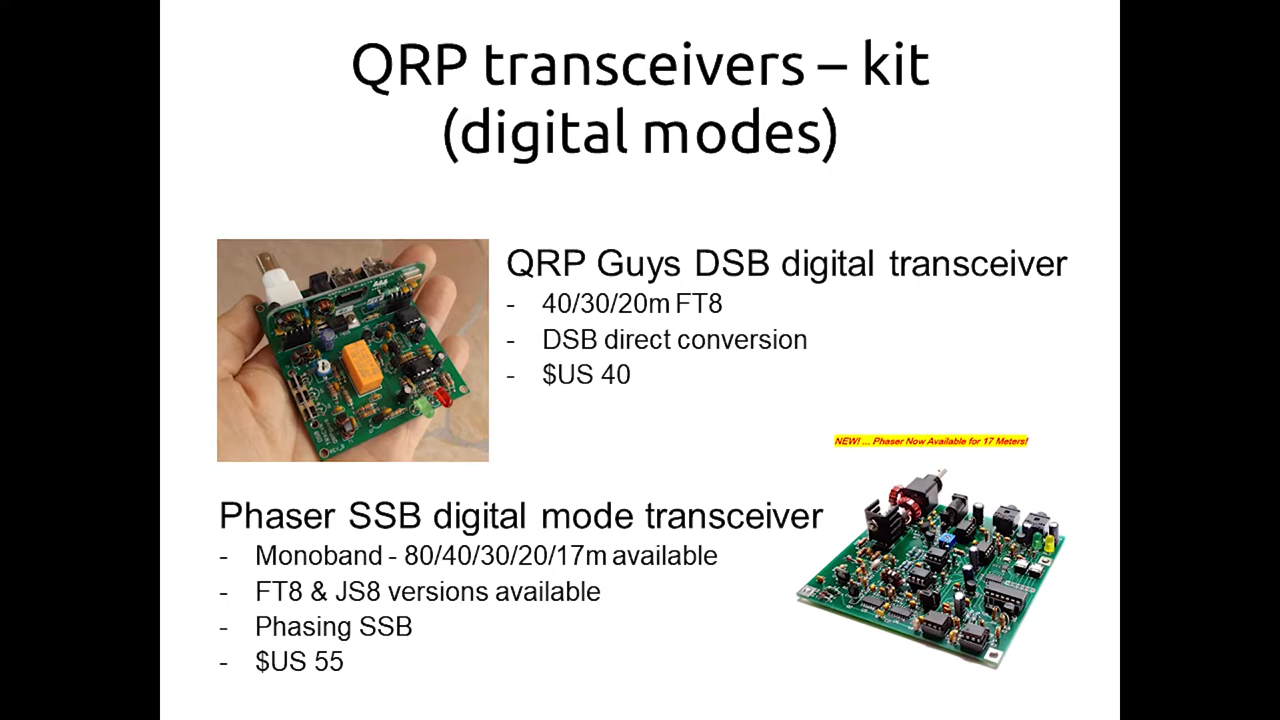 QRP transceivers – kit
(digital modes)
QRP Guys DSB digital transceiver
- 40/30/20m FT8
- DSB direct conversion
- $US 40
NEW! ... Phaser Now Available for 17 Meters!
Phaser SSB digital mode transceiver
- Monoband - 80/40/30/20/17m available
- FT8 & JS8 versions available
- Phasing SSB
- $US 55